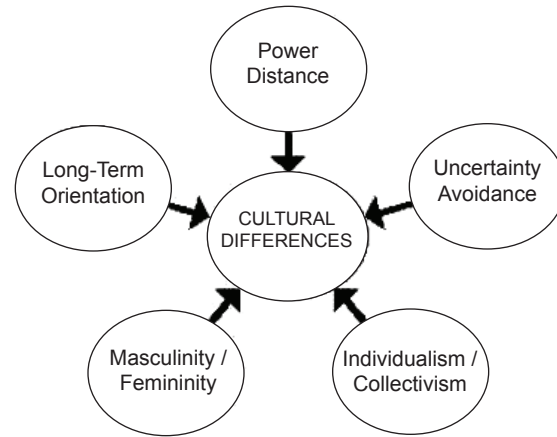 Power
Distance
Long-Term
Orientation
Uncertainty
Avoidance
CULTURAL
DIFFERENCES
Masculinity /
Femininity
Individualism /
Collectivism